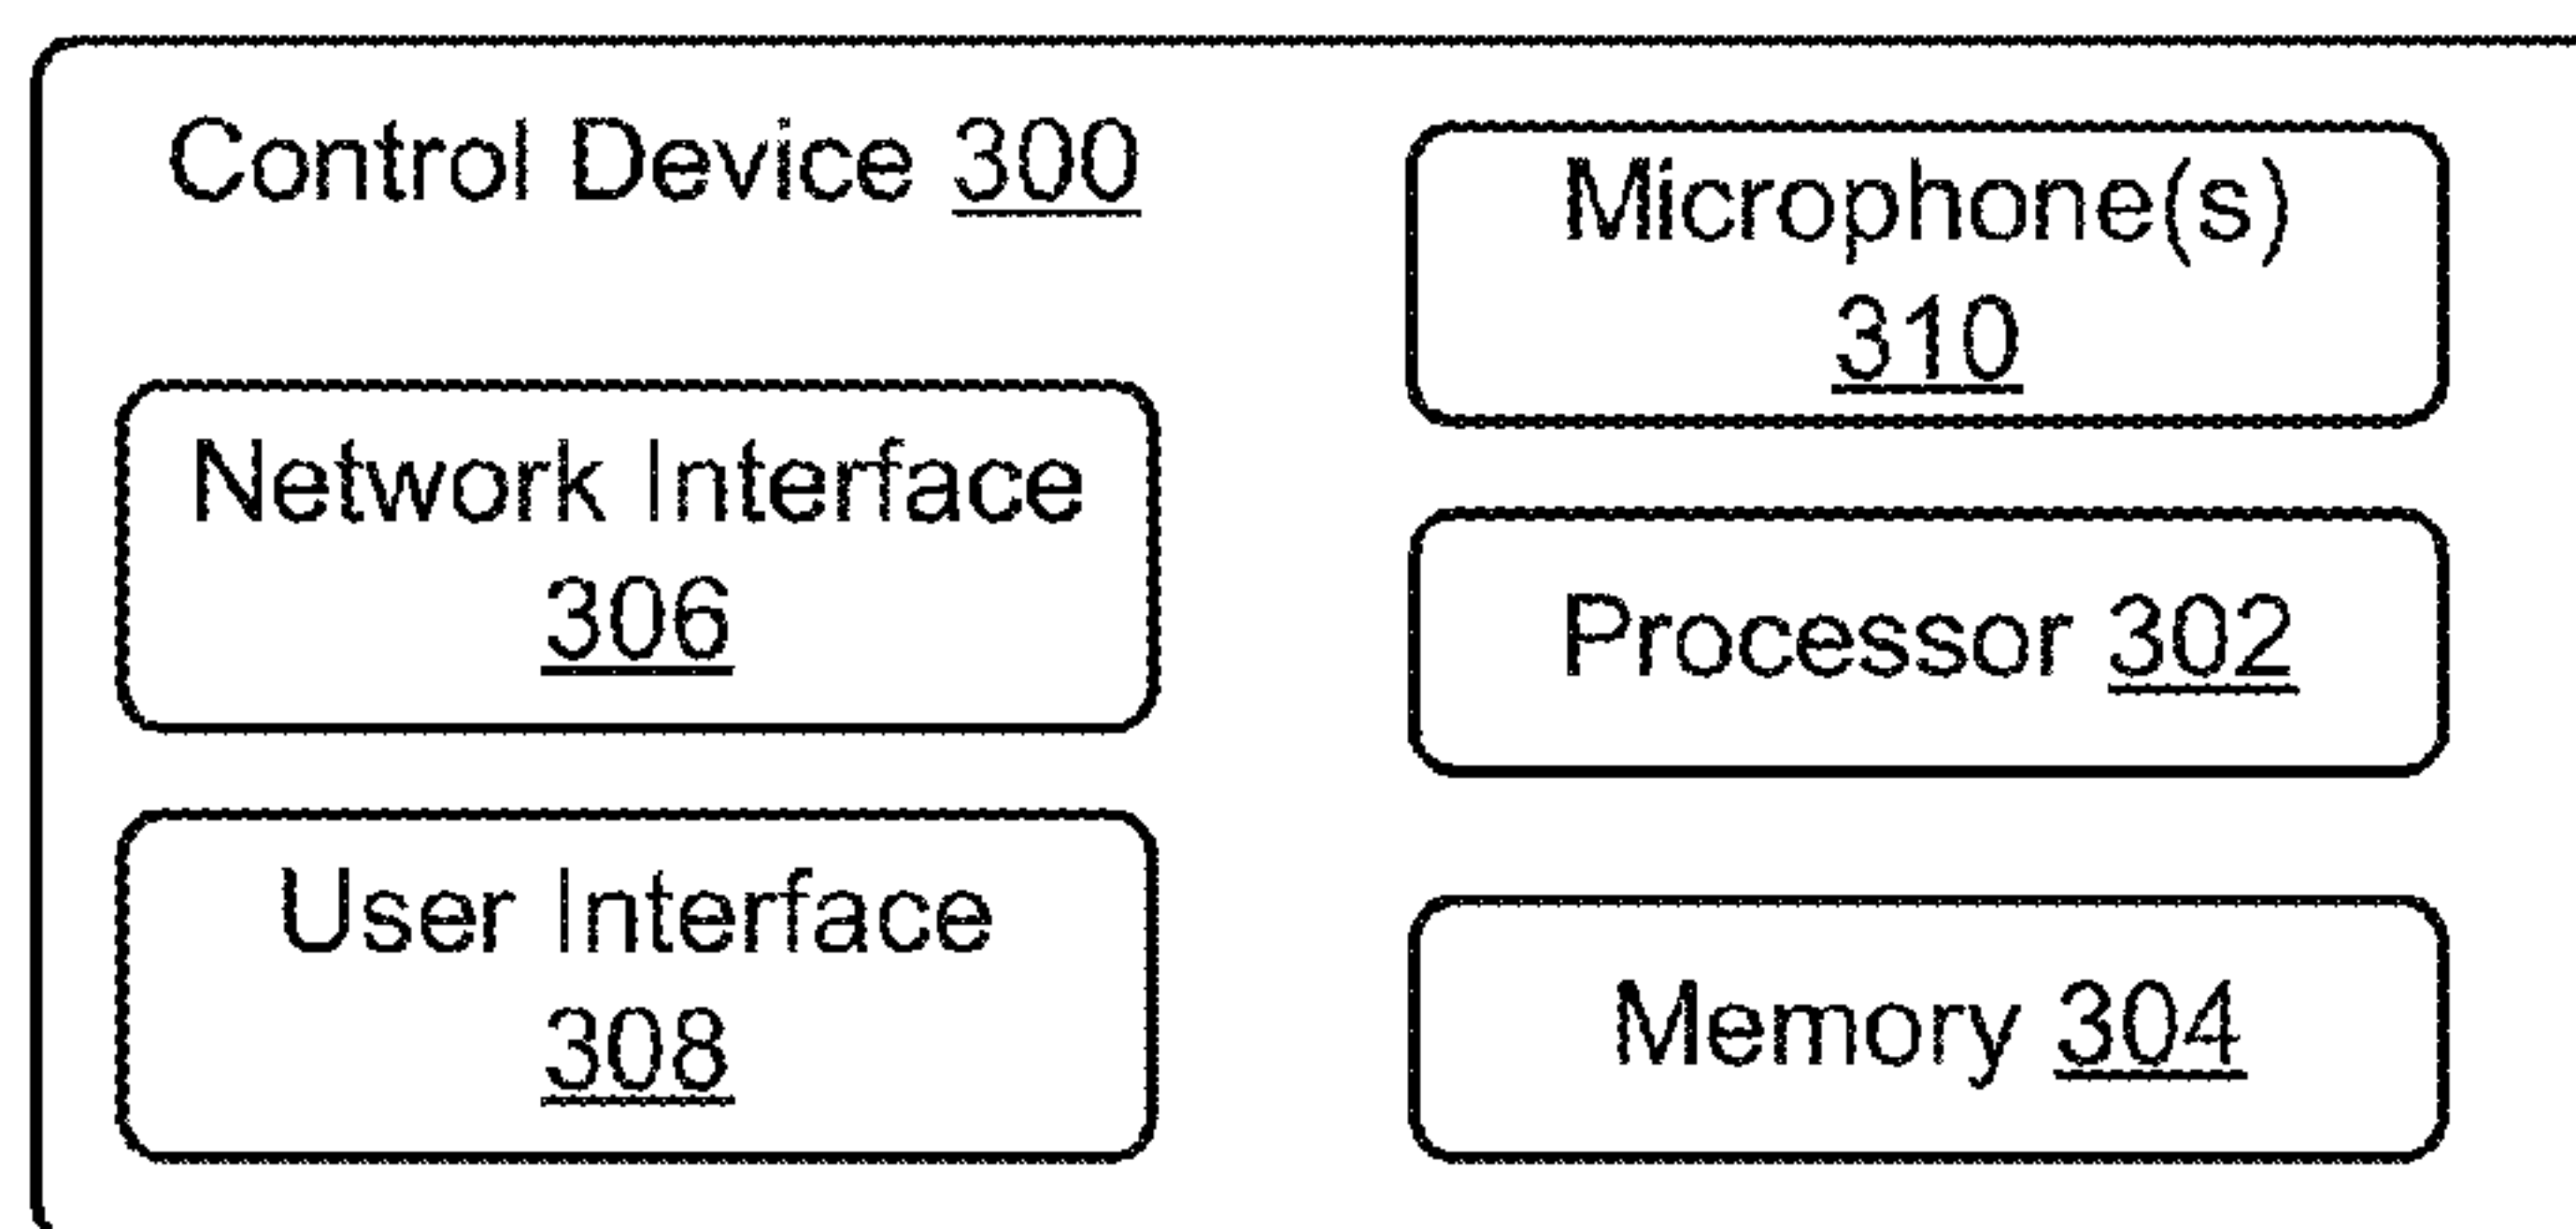 Control Device 300
Network Interface
306
User Interface
308
Microphone(s)
310
Processor 302
Memory 304